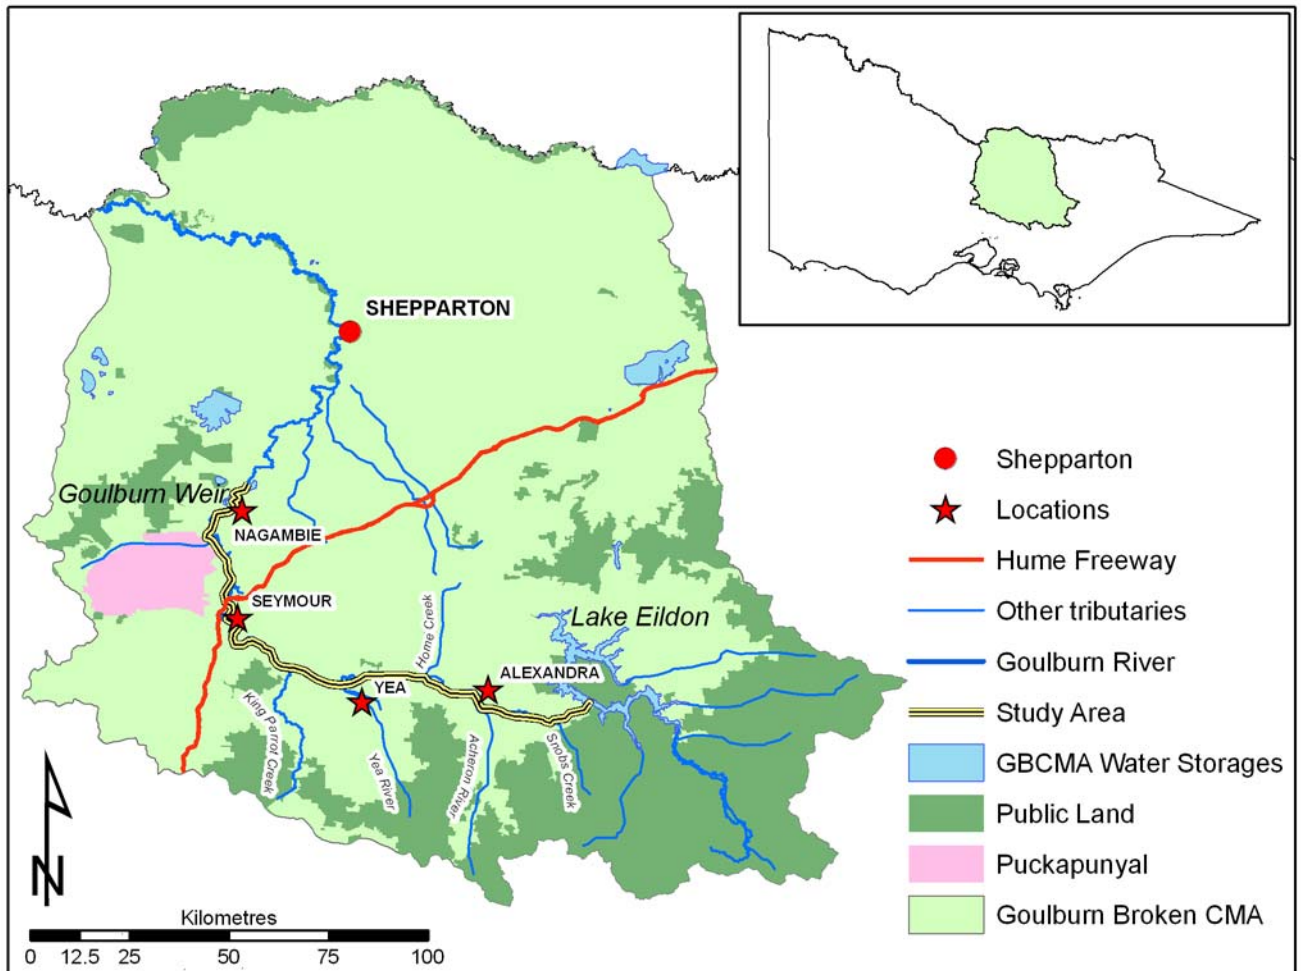 SHEPPARTON
Goulburn Weir
NAGAMBIE
SEYMOUR
Home Creek
Lake Eildon
ALEXANDRA
YEA
King Parrot Creek
Yea River
Acheron River
Snobs Creek
N
Kilometres
0 12.5 25 50 75 100
Shepparton
Locations
Hume Freeway
Other tributaries
Goulburn River
Study Area
GBCMA Water Storages
Public Land
Puckapunyal
Goulburn Broken CMA